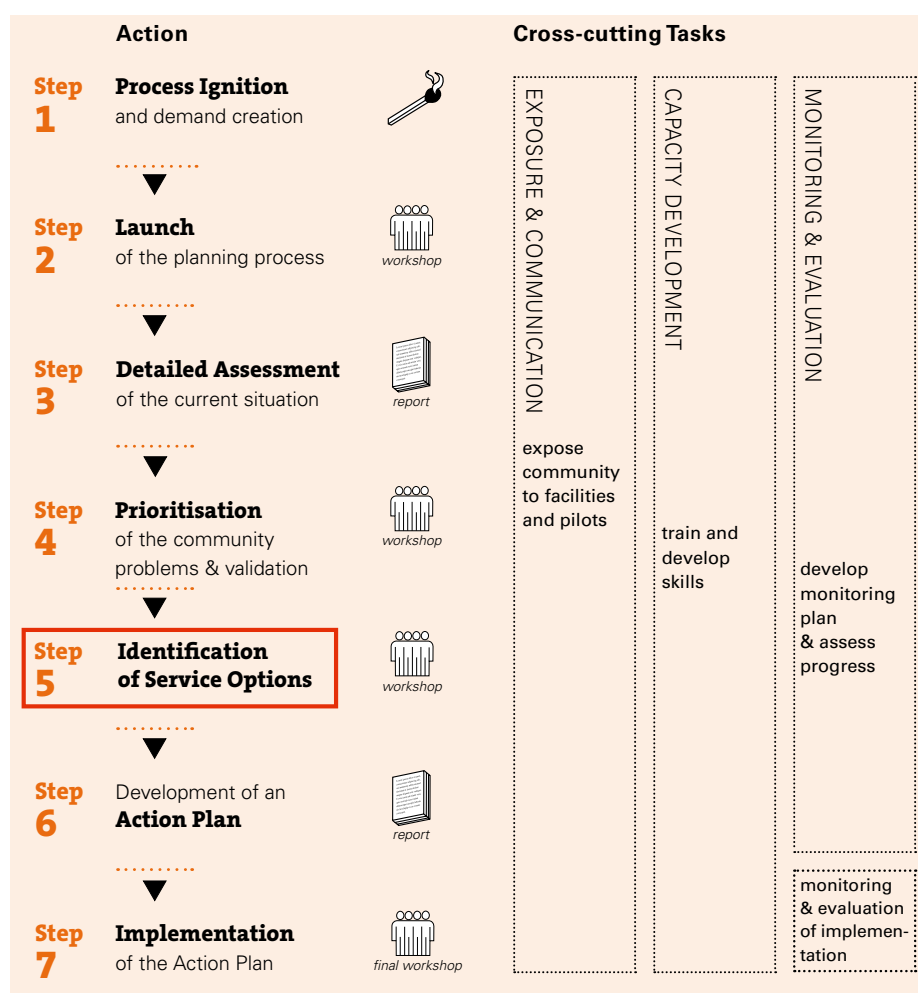 Action
Cross-cutting Tasks
Step
1
Process Ignition
and demand creation
Step
2
Launch
of the planning process
workshop
Step
3
Detailed Assessment
of the current situation
report
Step
4
Prioritisation
of the community
problems & validation
workshop
Step
5
Identification
of Service Options
workshop
Step
6
Development of an
Action Plan
report
Step
7
Implementation
of the Action Plan
final workshop
EXPOSURE & COMMUNICATION
expose
community
to facilities
and pilots
CAPACITY DEVELOPMENT
train and
develop
skills
MONITORING & EVALUATION
develop
monitoring
plan
& assess
progress
monitoring
& evaluation
of implemen-
tation